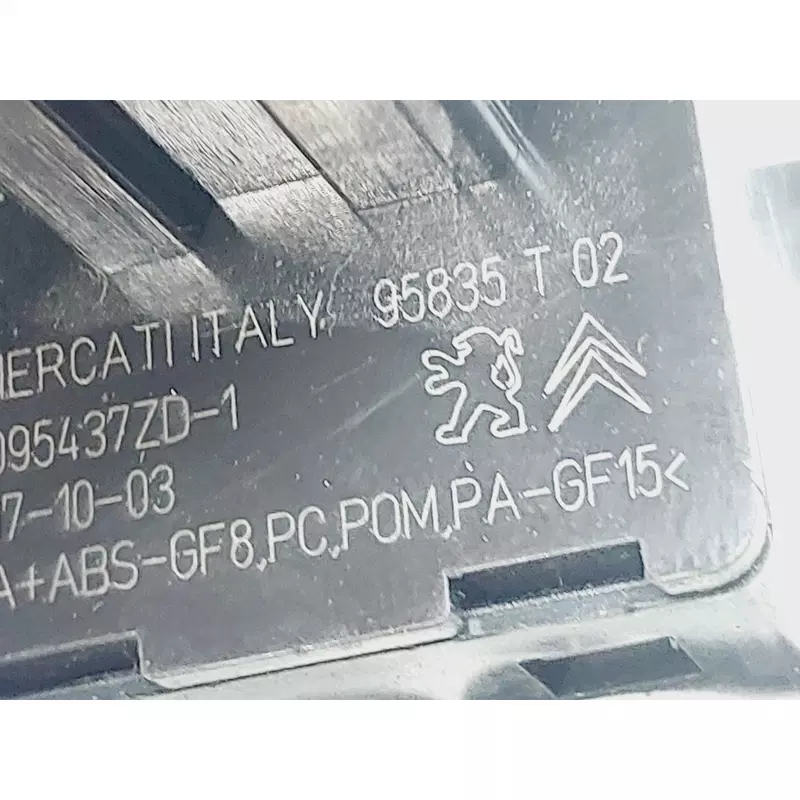 MERCATI ITALY 95835 T 02
095437ZD-1
7-10-03
A+ABS-GF8,PC,POM,PA-GF15<